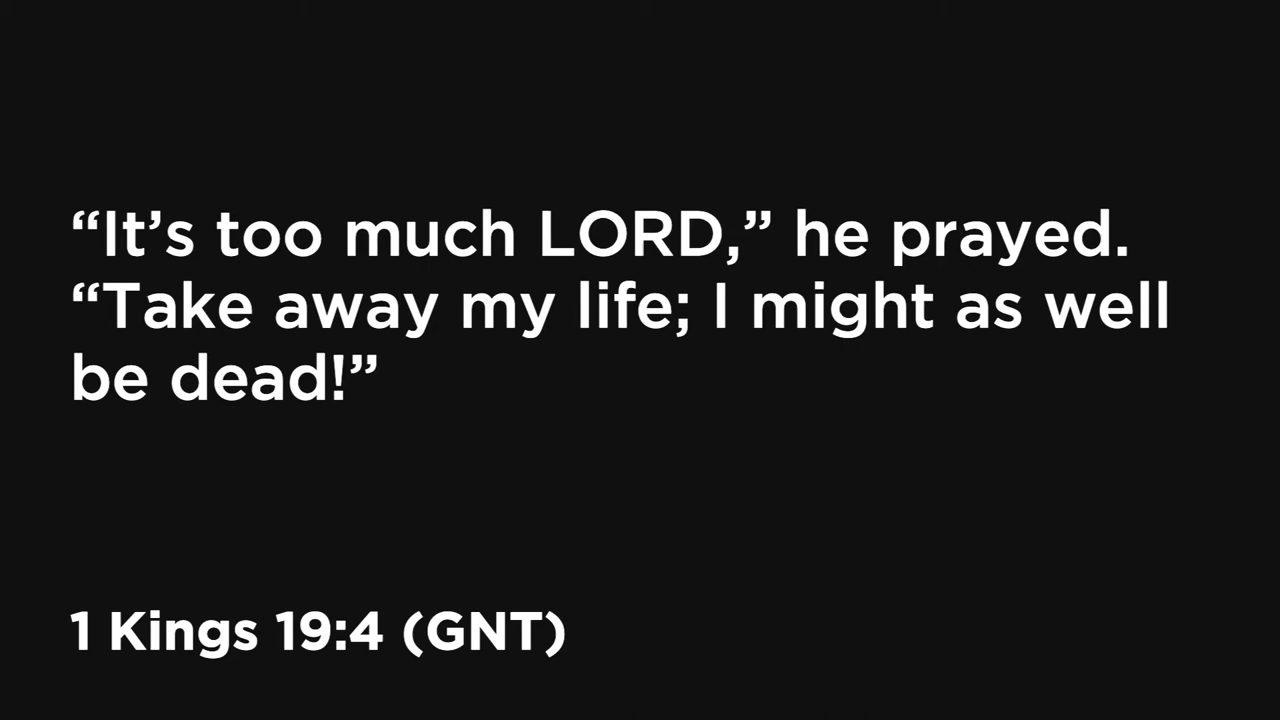 “It’s too much LORD,” he prayed.
“Take away my life; I might as well
be dead!”
1 Kings 19:4 (GNT)